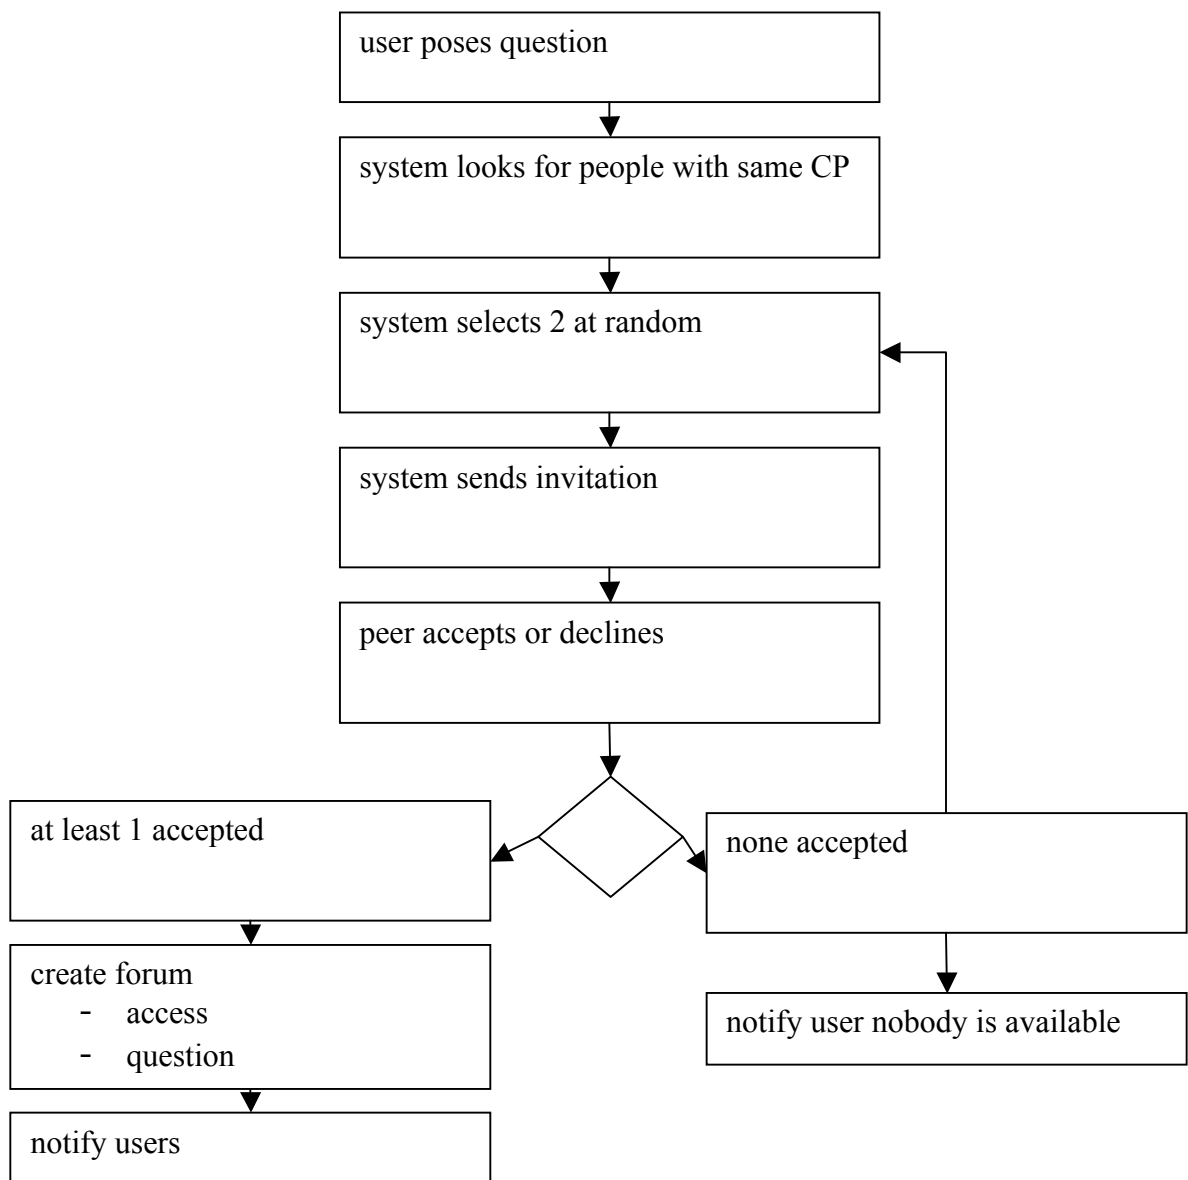 user poses question
system looks for people with same CP
system selects 2 at random
system sends invitation
peer accepts or declines
at least 1 accepted
none accepted
create forum
- access
- question
notify user nobody is available
notify users